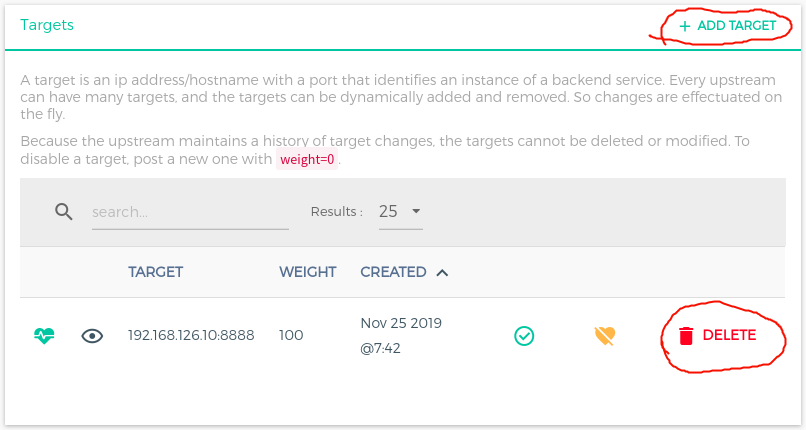 Targets
+ ADD TARGET
A target is an ip address/hostname with a port that identifies an instance of a backend service. Every upstream
can have many targets, and the targets can be dynamically added and removed. So changes are effectuated on
the fly.
Because the upstream maintains a history of target changes, the targets cannot be deleted or modified. To
disable a target, post a new one with weight=0.
search...
Results :
25
TARGET
WEIGHT
CREATED
192.168.126.10:8888
100
Nov 25 2019
@7:42
DELETE